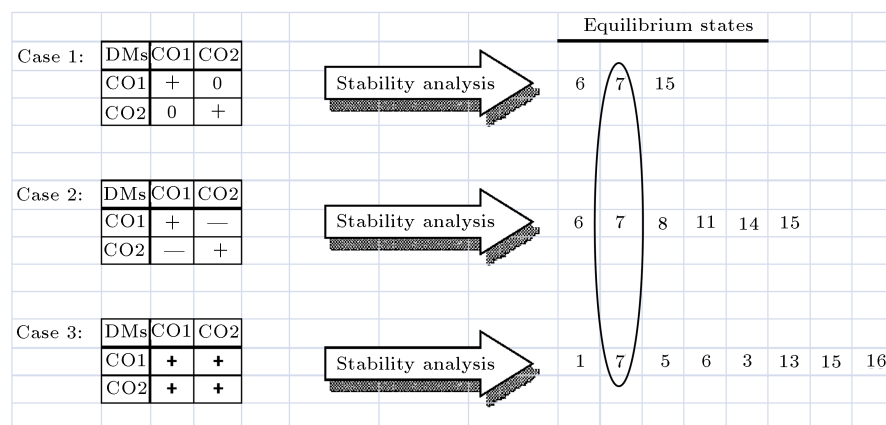 Equilibrium states
Case 1: DMs CO1 CO2
CO1 + 0
CO2 0 +
Stability analysis
6 7 15
Case 2: DMs CO1 CO2
CO1 + —
CO2 — +
Stability analysis
6 7 8 11 14 15
Case 3: DMs CO1 CO2
CO1 + +
CO2 + +
Stability analysis
1 7 5 6 3 13 15 16